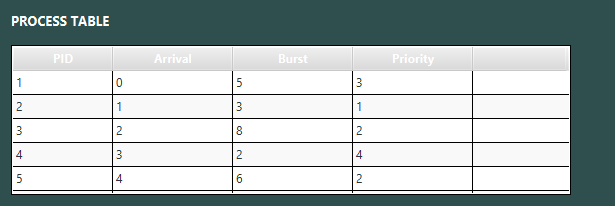 PROCESS TABLE
PID Arrival Burst Priority
1 0 5 3
2 1 3 1
3 2 8 2
4 3 2 4
5 4 6 2